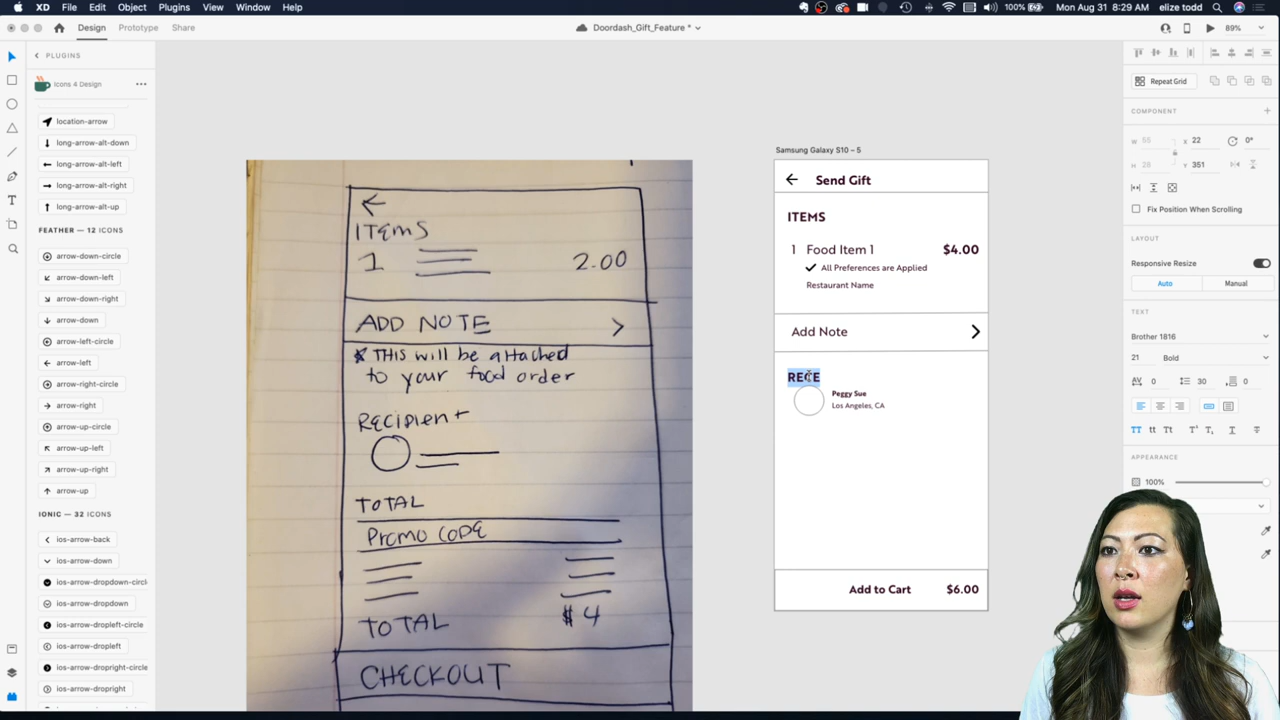 XD File Edit Object Plugins View Window Help
100% Mon Aug 31 8:29 AM elize todd
Design Prototype Share
Doordash_Gift_Feature *
89%
PLUGINS
Icons 4 Design
location-arrow
long-arrow-alt-down
long-arrow-alt-left
long-arrow-alt-right
long-arrow-alt-up
FEATHER — 12 ICONS
arrow-down-circle
arrow-down-left
arrow-down-right
arrow-down
arrow-left-circle
arrow-left
arrow-right-circle
arrow-right
arrow-up-circle
arrow-up-left
arrow-up-right
arrow-up
IONIC — 32 ICONS
ios-arrow-back
ios-arrow-down
ios-arrow-dropdown-circl
ios-arrow-dropdown
ios-arrow-dropleft-circle
ios-arrow-dropleft
ios-arrow-dropright-circle
ios-arrow-dropright
ITEMS
1 2.00
ADD NOTE >
* THIS will be attached
to your food order
Recipient
TOTAL
Promo CODE
TOTAL $4
CHECKOUT
Samsung Galaxy S10 – 5
Send Gift
ITEMS
1 Food Item 1 $4.00
All Preferences are Applied
Restaurant Name
Add Note
RECE
Peggy Sue
Los Angeles, CA
Add to Cart $6.00
Repeat Grid
COMPONENT
W 55 X 22 0°
H 28 Y 351
Fix Position When Scrolling
LAYOUT
Responsive Resize
Auto Manual
TEXT
Brother 1816
21 Bold
0 30 0
TT tt Tt T T
APPEARANCE
100%